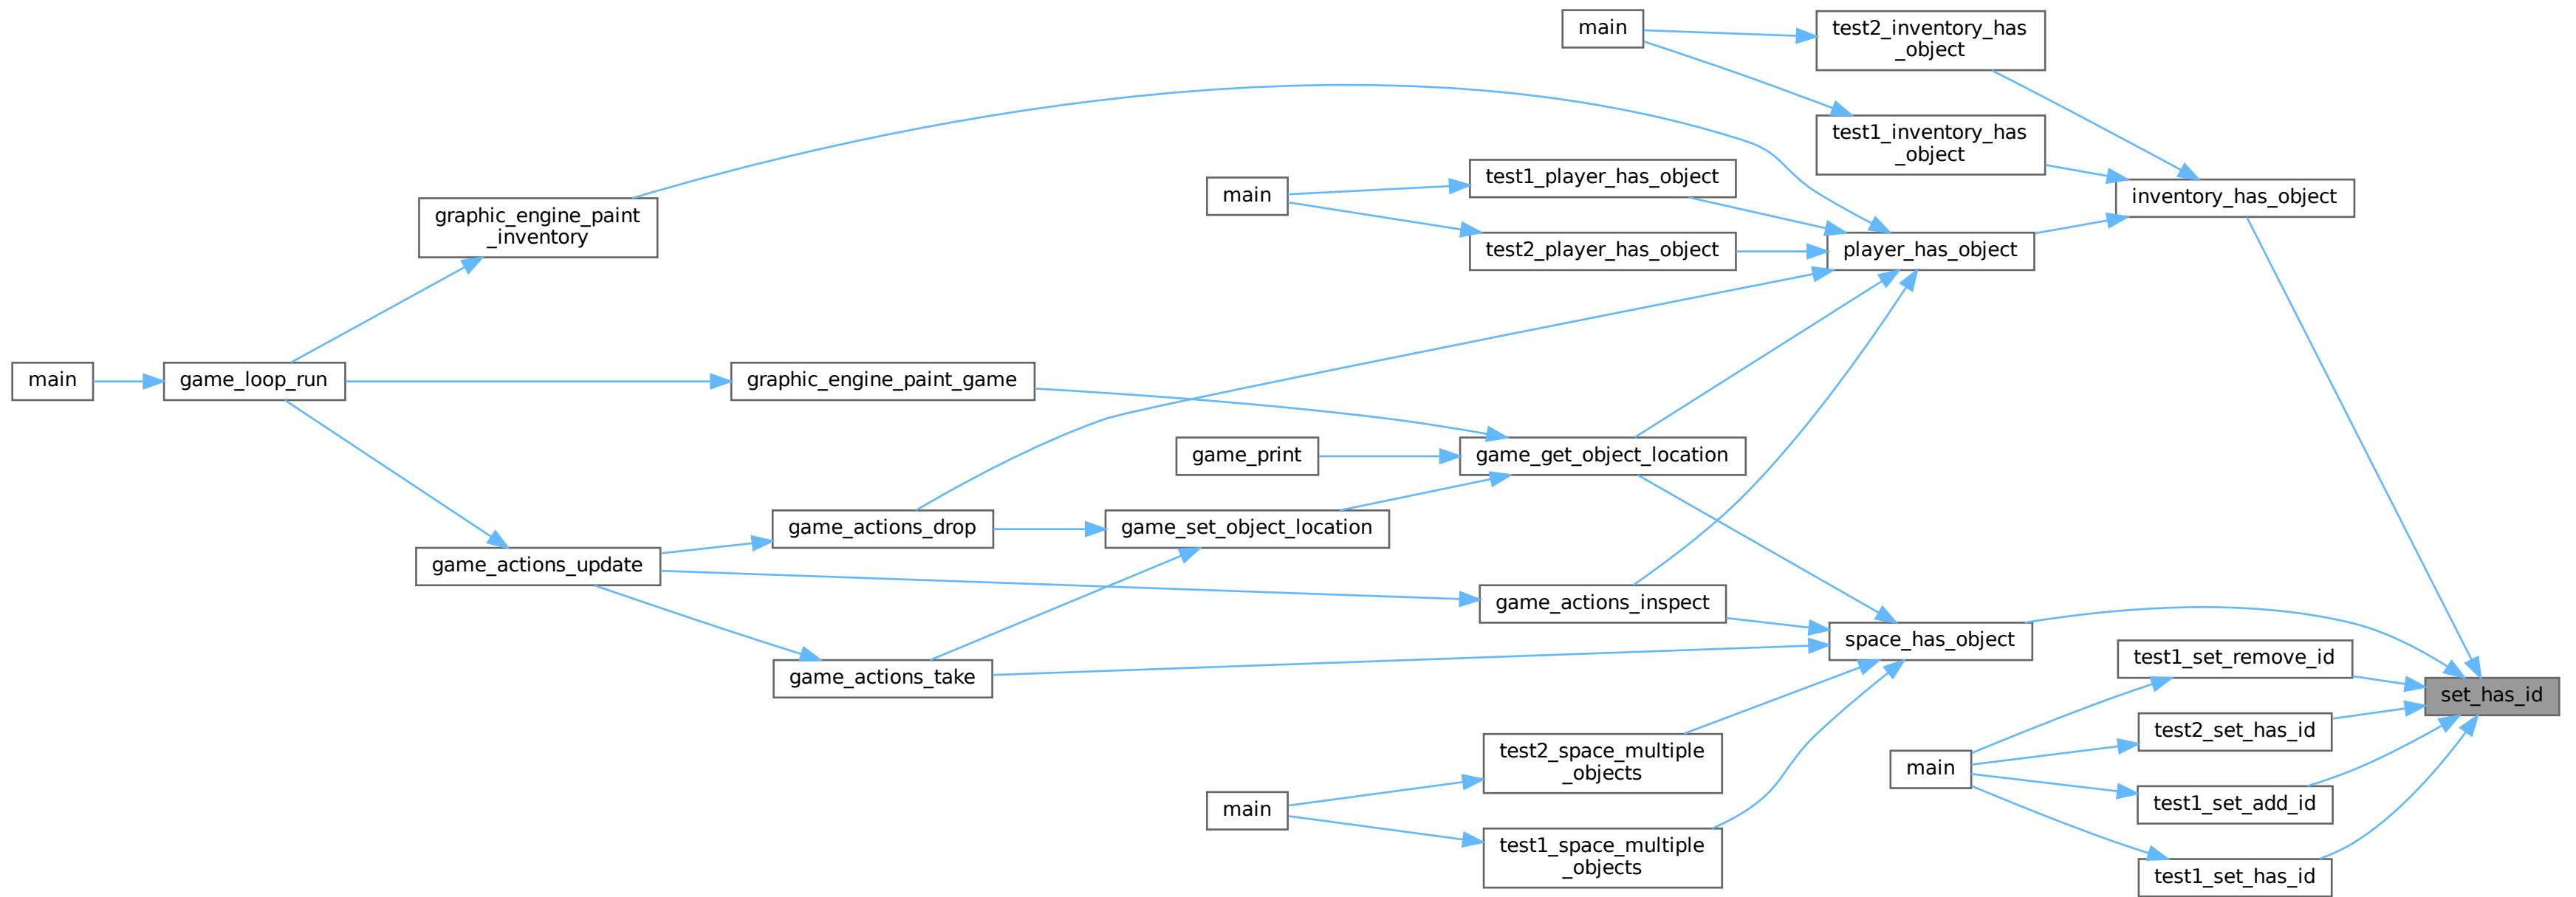 main
test2_inventory_has
_object
test1_inventory_has
_object
test1_player_has_object
main
inventory_has_object
graphic_engine_paint
_inventory
test2_player_has_object
player_has_object
main
game_loop_run
graphic_engine_paint_game
game_print
game_get_object_location
game_actions_drop
game_set_object_location
game_actions_update
game_actions_inspect
space_has_object
test1_set_remove_id
game_actions_take
set_has_id
test2_space_multiple
_objects
test2_set_has_id
main
main
test1_set_add_id
test1_space_multiple
_objects
test1_set_has_id